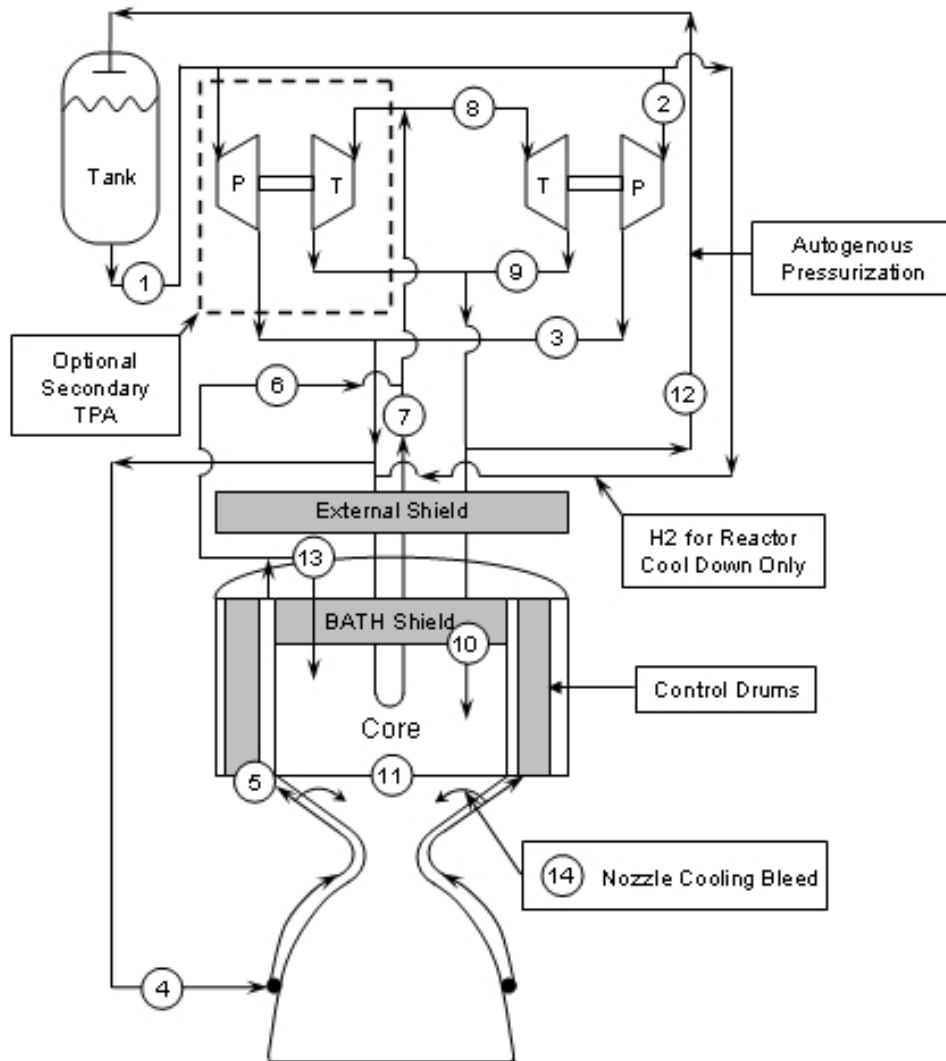 8
2
Tank
P
T
T
P
1
9
Autogenous
Pressurization
3
Optional
Secondary
TPA
6
7
12
External Shield
H2 for Reactor
Cool Down Only
13
BATH Shield
10
Control Drums
Core
5
11
14 Nozzle Cooling Bleed
4